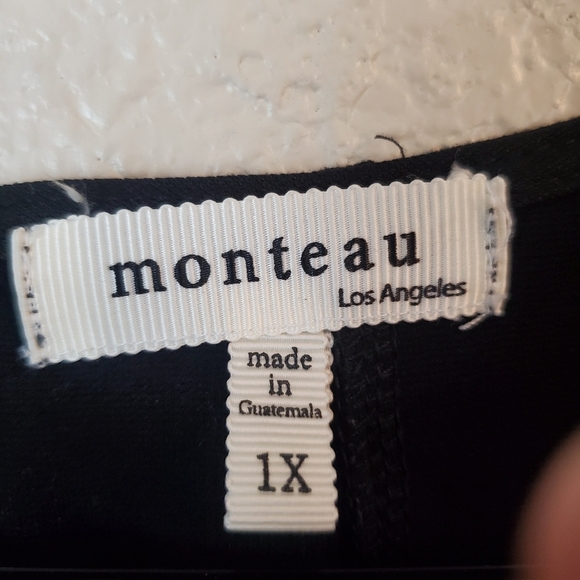 monteau
Los Angeles
made
in
Guatemala
1X